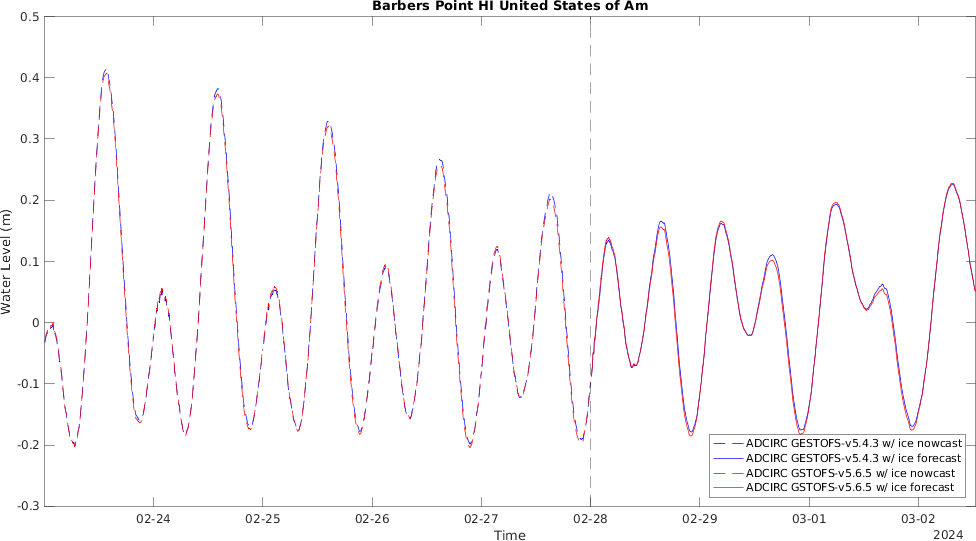 Barbers Point HI United States of Am
0.5
0.4
0.3
0.2
0.1
0
-0.1
-0.2
-0.3
Water Level (m)
ADCIRC GESTOFS-v5.4.3 w/ ice nowcast
ADCIRC GESTOFS-v5.4.3 w/ ice forecast
ADCIRC GSTOFS-v5.6.5 w/ ice nowcast
ADCIRC GSTOFS-v5.6.5 w/ ice forecast
02-24 02-25 02-26 02-27 02-28 02-29 03-01 03-02
Time
2024